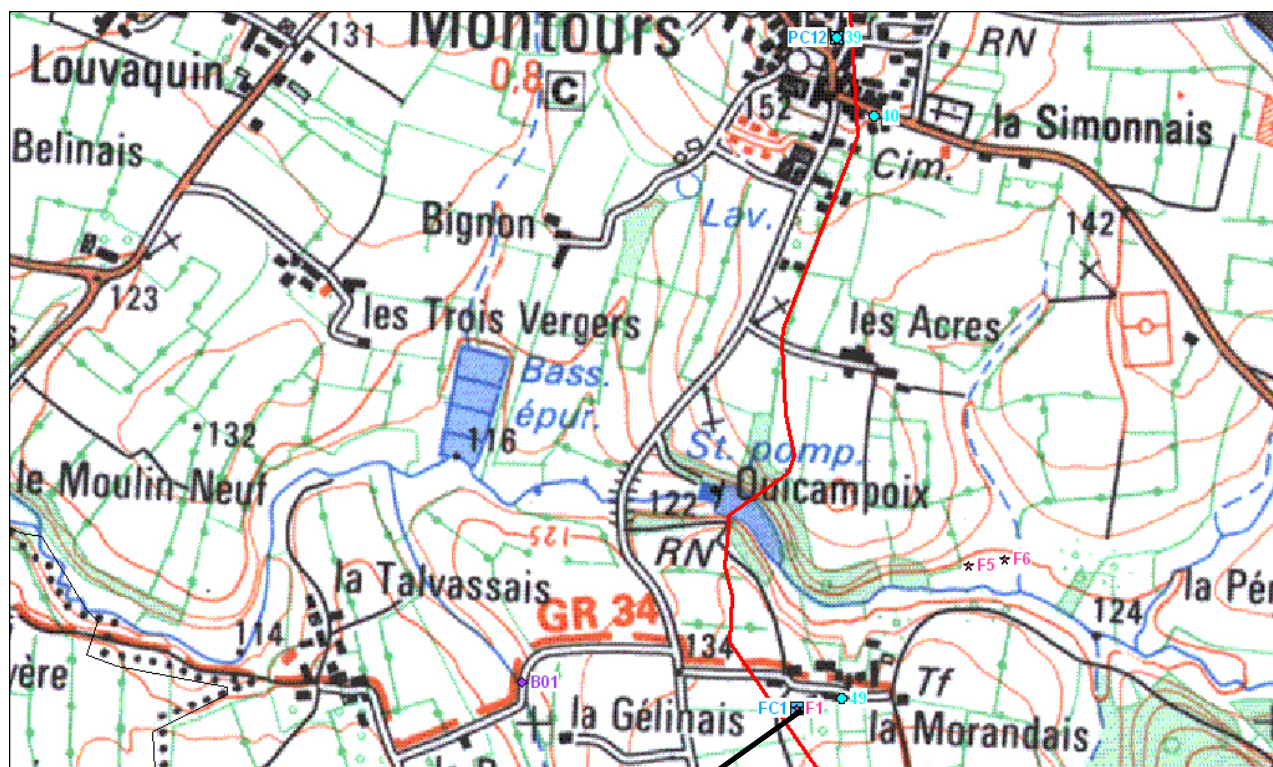 Montours
PC12 39
RN
131
Louvaquin
0,8
C
152
40
la Simonnais
Belinais
Cim.
Bignon
Lav.
142
123
les Trois Vergers
les Acres
Bass.
épur.
132
116
St. pomp.
le Moulin Neuf
122
Quicampoix
125
RN
F5 F6
la Talvassais
la Pér
GR 34
124
114
134
vère
B01
Tf
49
FC1 F1
la Gélinais
la Morandais